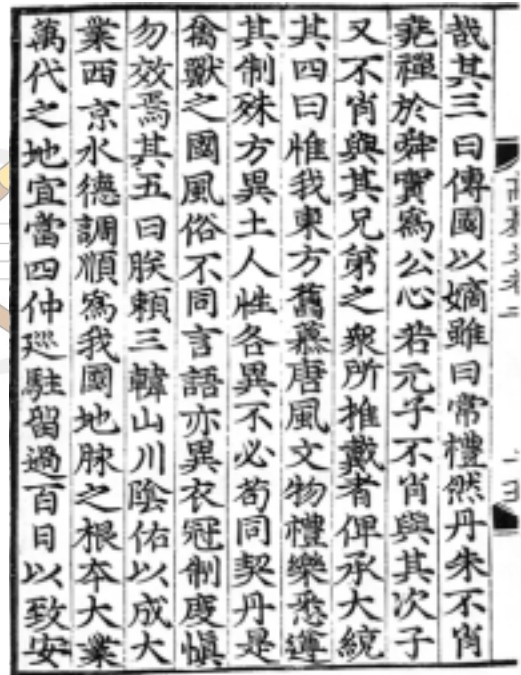 哉其三曰傳國以嫡雖曰常禮然丹朱不肖
堯禪於舜實爲公心若元子不肖與其次子
又不肖與其兄弟之衆所推戴者俾承大統
其四曰惟我東方舊慕唐風文物禮樂悉遵
其制殊方異土人性各異不必苟同契丹是
禽獸之國風俗不同言語亦異衣冠制度愼
勿效焉其五曰朕賴三韓山川陰佑以成大
業西京水德調順爲我國地脉之根本大業
萬代之地宜當四仲巡駐留過百日以致安